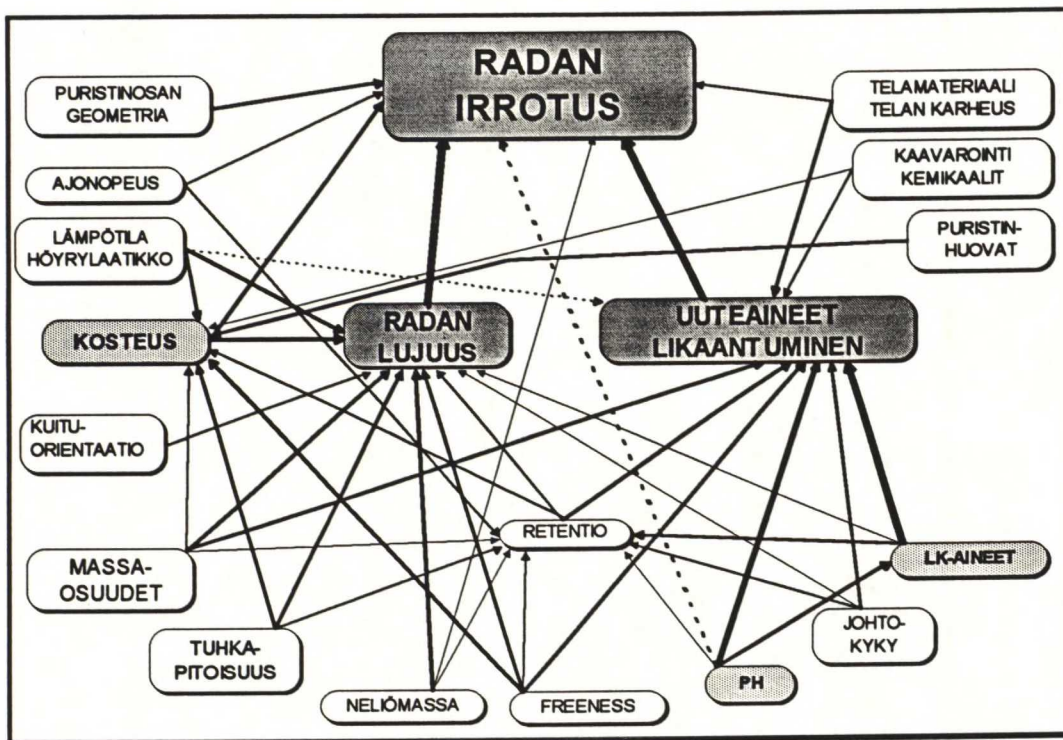 RADAN
IRROTUS
PURISTINOSAN
GEOMETRIA
TELAMATERIAALI
TELAN KARHEUS
AJONOPEUS
KAAVAROINTI
KEMIKAALIT
LÄMPÖTILA
HÖYRYLAATIKKO
PURISTIN-
HUOVAT
KOSTEUS
RADAN
LUJUUS
UUTEAINEET
LIKAANTUMINEN
KUITU-
ORIENTAATIO
RETENTIO
MASSA-
OSUUDET
LK-AINEET
TUHKA-
PITOISUUS
JOHTO-
KYKY
NELIÖMASSA
FREENESS
PH